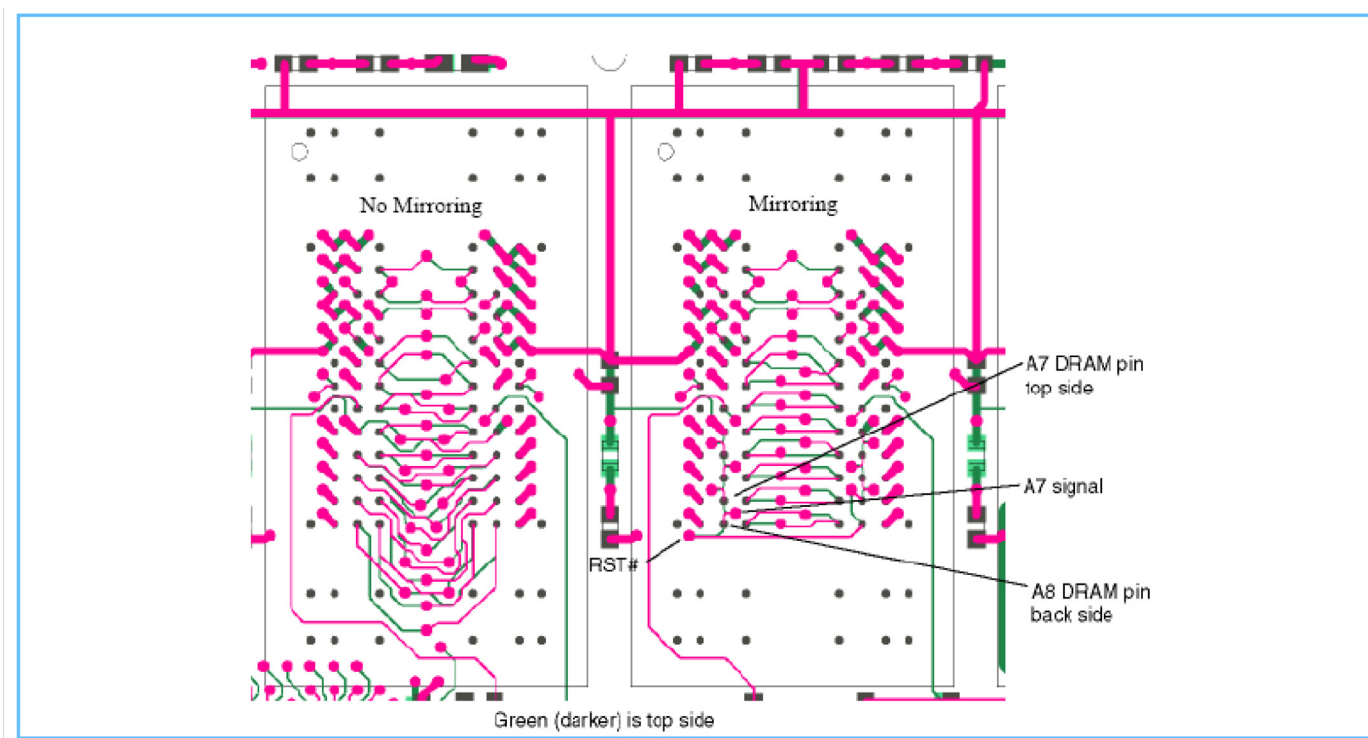 No Mirroring
Mirroring
A7 DRAM pin
top side
A7 signal
RST#
A8 DRAM pin
back side
Green (darker) is top side